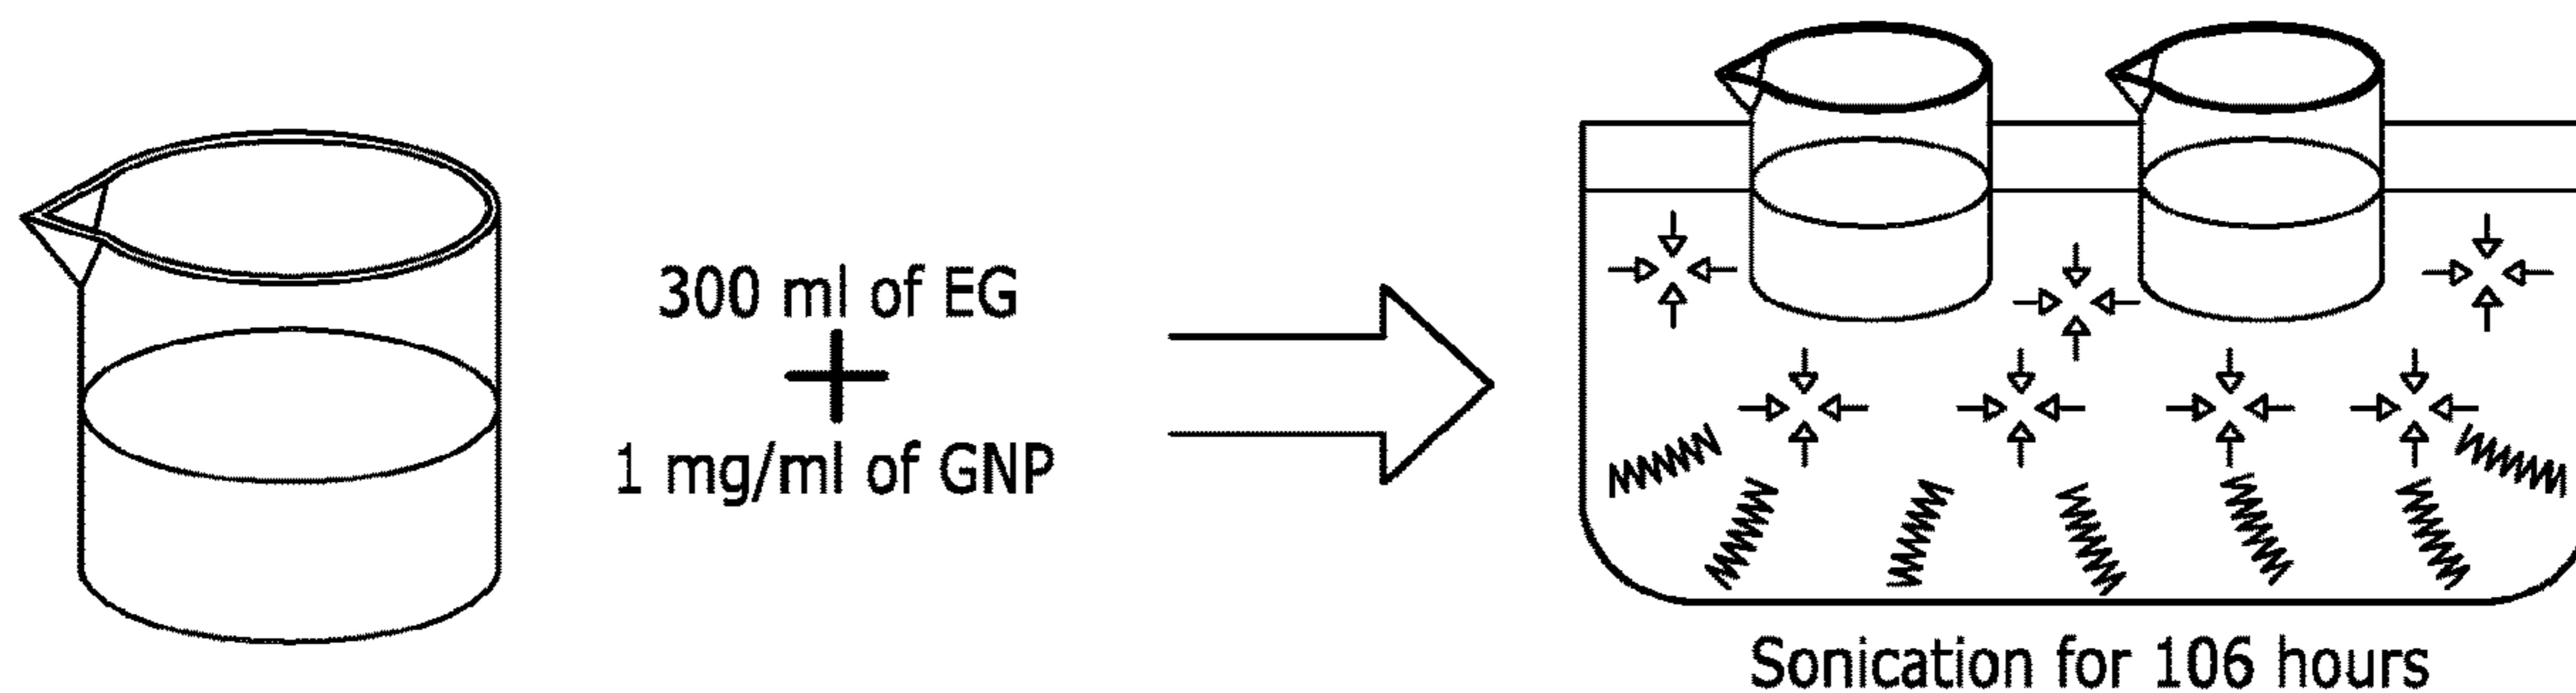 300 ml of EG
+
1 mg/ml of GNP
Sonication for 106 hours